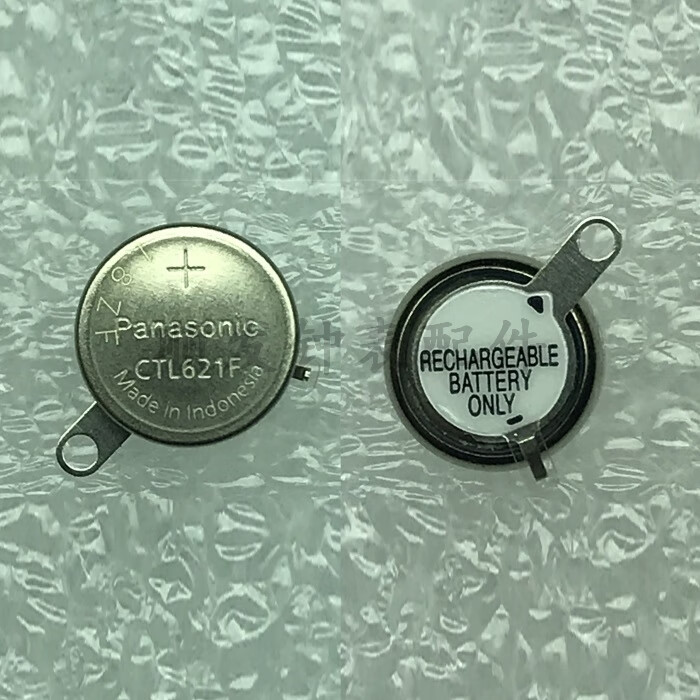 +
Panasonic
CTL621F
Made in Indonesia
RECHARGEABLE
BATTERY
ONLY